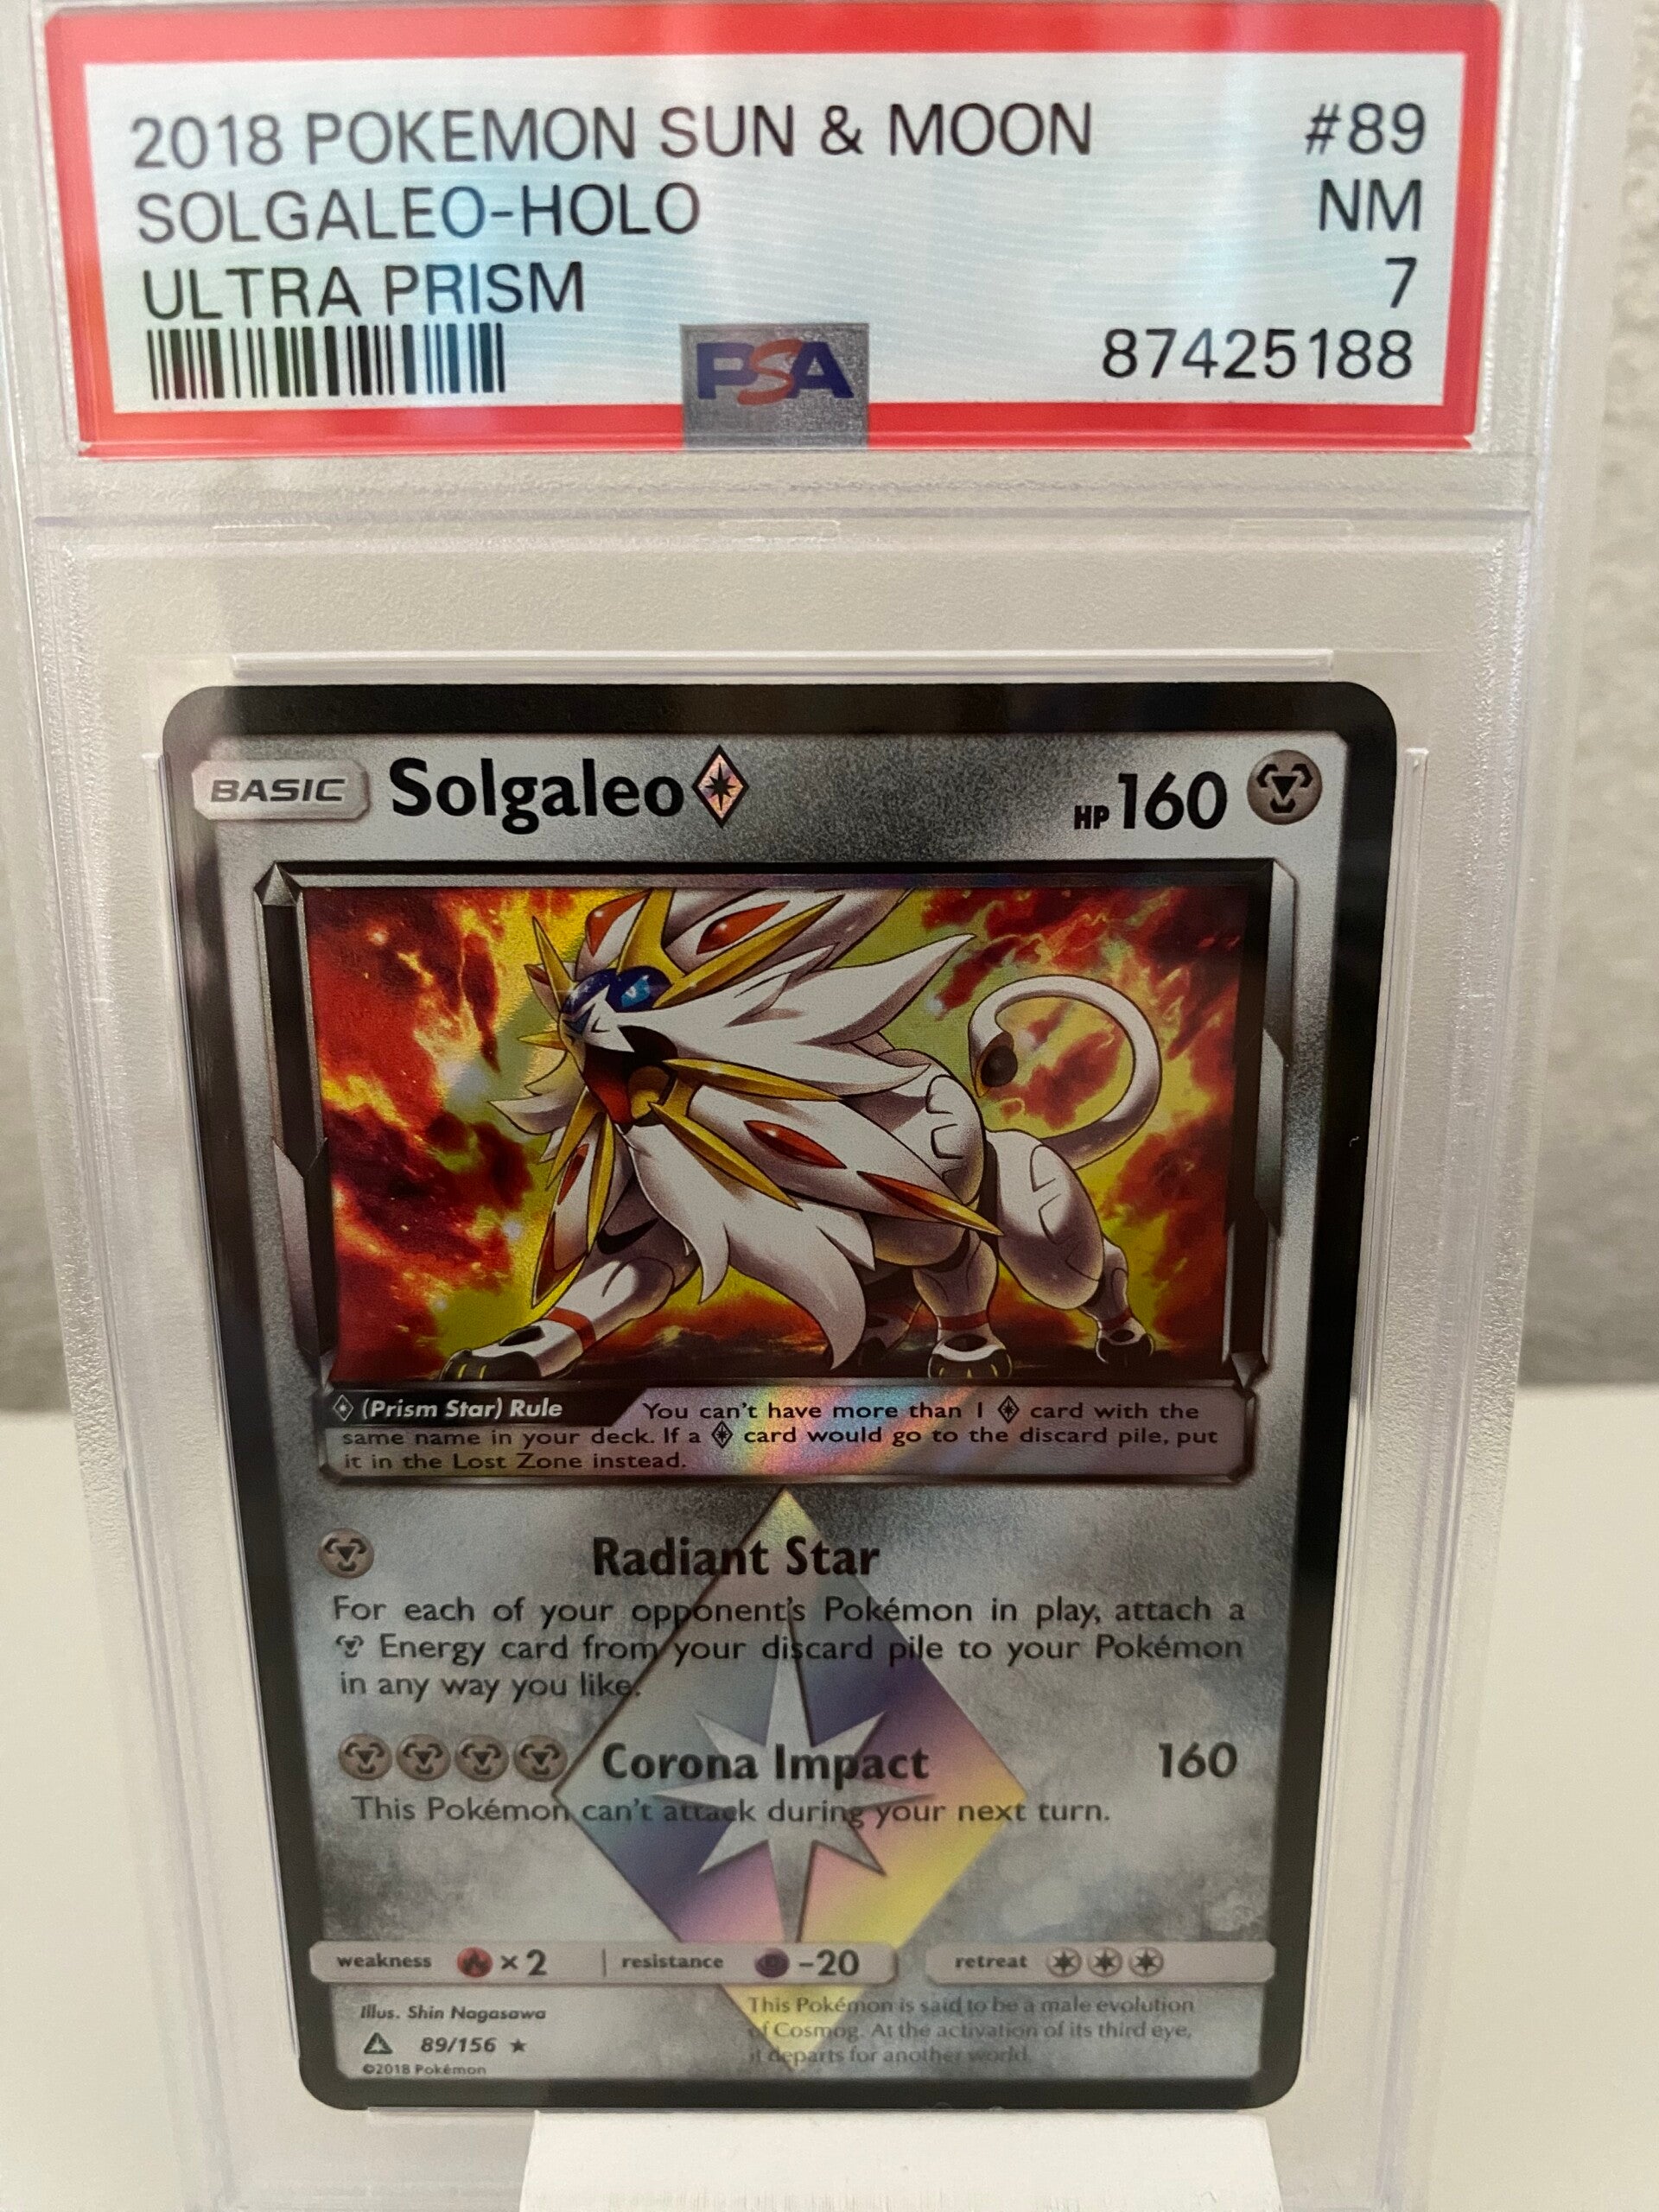 2018 POKEMON SUN & MOON #89
SOLGALEO-HOLO NM
ULTRA PRISM 7
PSA 87425188
BASIC Solgaleo HP 160
(Prism Star) Rule You can't have more than 1 card with the
same name in your deck. If a card would go to the discard pile, put
it in the Lost Zone instead.
Radiant Star
For each of your opponent's Pokémon in play, attach a
Energy card from your discard pile to your Pokémon
in any way you like.
Corona Impact 160
This Pokémon can't attack during your next turn.
weakness ×2 resistance -20 retreat
Illus. Shin Nagasawa
89/156
©2018 Pokémon
This Pokémon is said to be a male evolution
of Cosmog. At the activation of its third eye,
it departs for another world.